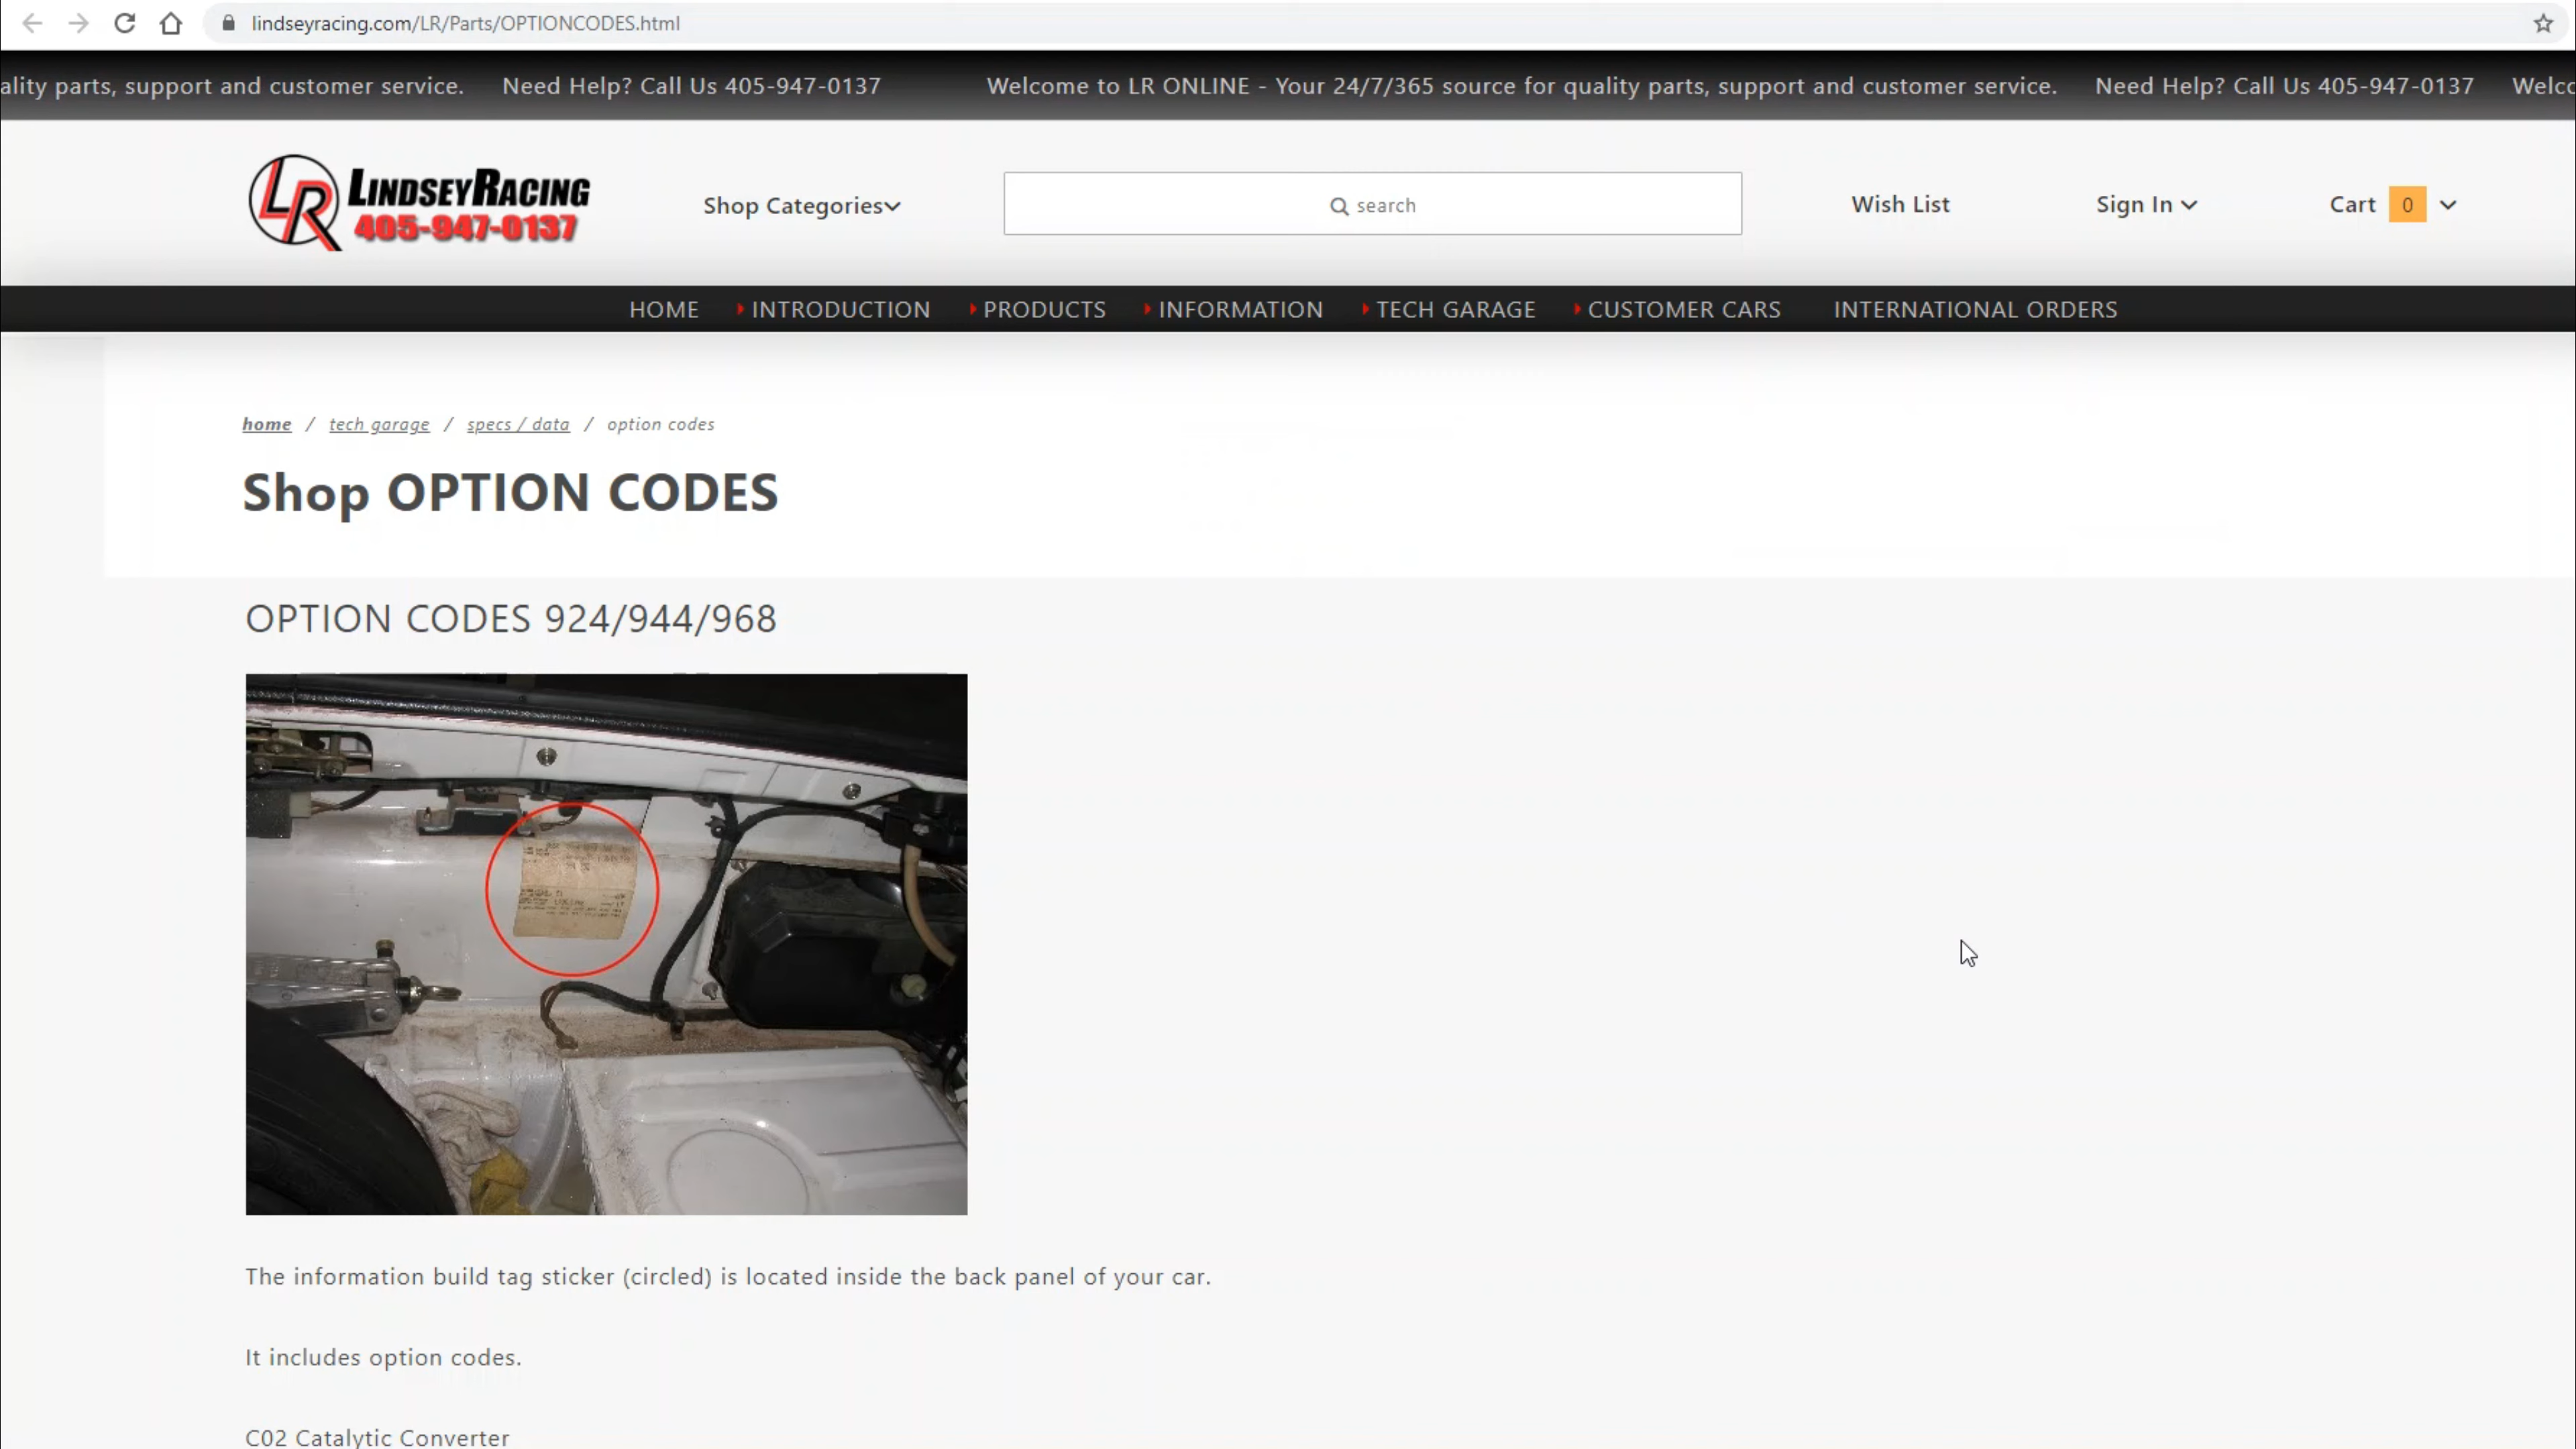 lindseyracing.com/LR/Parts/OPTIONCODES.html
ality parts, support and customer service. Need Help? Call Us 405-947-0137 Welcome to LR ONLINE - Your 24/7/365 source for quality parts, support and customer service. Need Help? Call Us 405-947-0137 Welc
LR LINDSEYRACING
405-947-0137
Shop Categories search Wish List Sign In Cart 0
HOME INTRODUCTION PRODUCTS INFORMATION TECH GARAGE CUSTOMER CARS INTERNATIONAL ORDERS
home / tech garage / specs / data / option codes
Shop OPTION CODES
OPTION CODES 924/944/968
The information build tag sticker (circled) is located inside the back panel of your car.
It includes option codes.
C02 Catalytic Converter